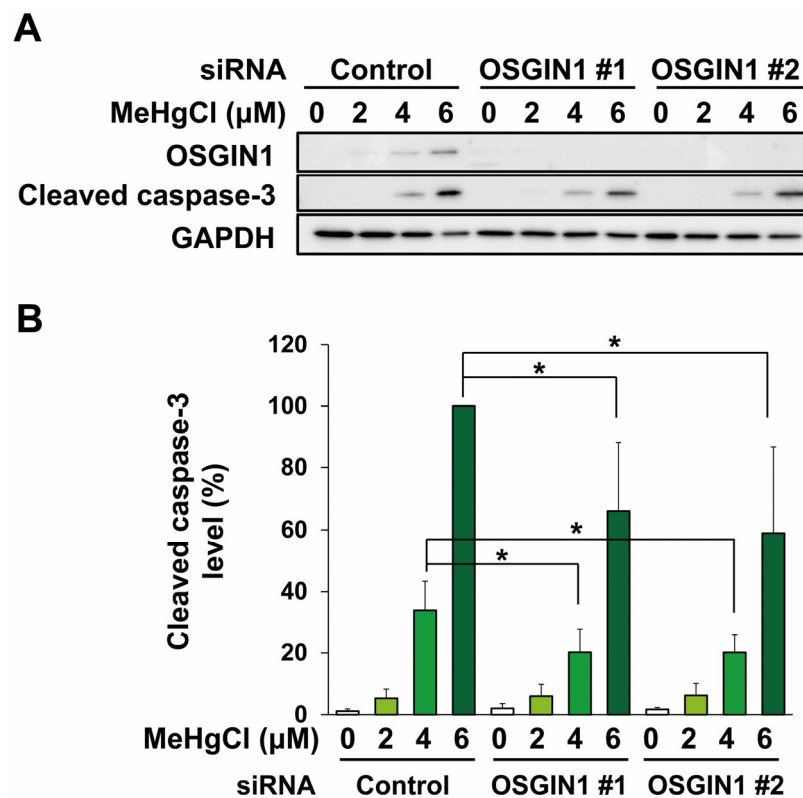 A
siRNA Control OSGIN1 #1 OSGIN1 #2
MeHgCl (µM) 0 2 4 6 0 2 4 6 0 2 4 6
OSGIN1
Cleaved caspase-3
GAPDH
B
Cleaved caspase-3
level (%)
120
100
80
60
40
20
0
*
*
*
*
MeHgCl (µM) 0 2 4 6 0 2 4 6 0 2 4 6
siRNA Control OSGIN1 #1 OSGIN1 #2